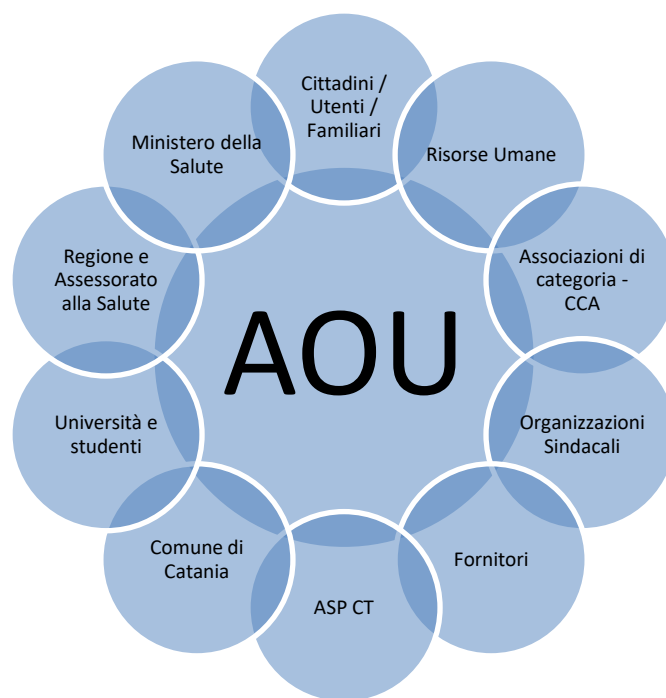 Cittadini /
Utenti /
Familiari
Risorse Umane
Associazioni di
categoria -
CCA
Organizzazioni
Sindacali
Fornitori
ASP CT
Comune di
Catania
Università e
studenti
Regione e
Assessorato
alla Salute
Ministero della
Salute
AOU